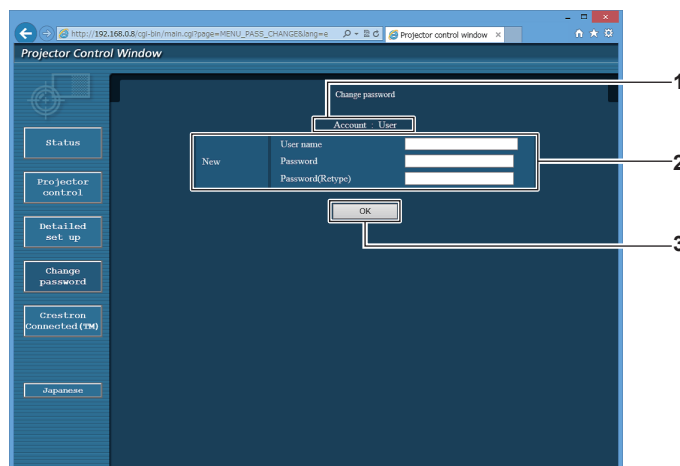 http://192.168.0.8/cgi-bin/main.cgi?page=MENU_PASS_CHANGE&lang=e
Projector control window
Projector Control Window
Change password
1
Account : User
Status
New
User name
Password
Password(Retype)
2
Projector
control
OK
Detailed
set up
3
Change
password
Crestron
Connected(TM)
Japanese